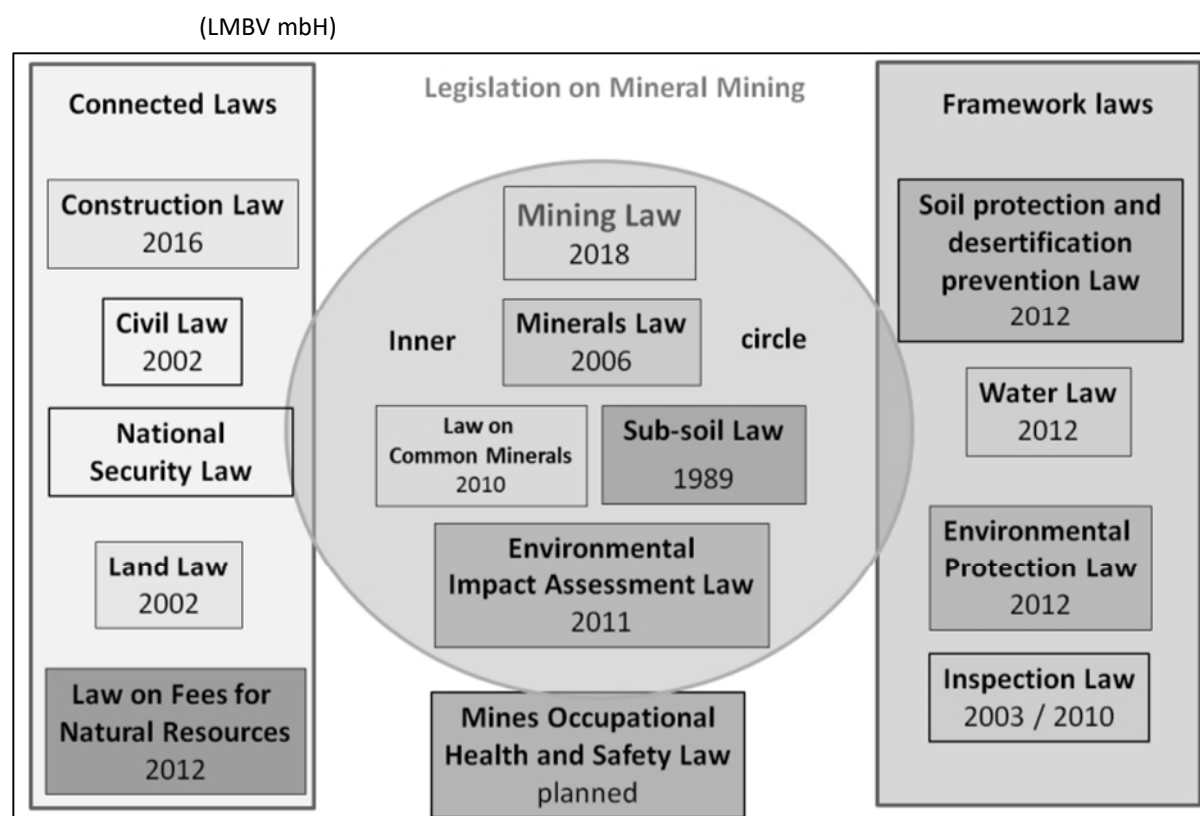 (LMBV mbH)
Legislation on Mineral Mining
Connected Laws
Construction Law
2016
Civil Law
2002
National
Security Law
Land Law
2002
Law on Fees for
Natural Resources
2012
Mining Law
2018
Inner
Minerals Law
2006
circle
Law on
Common Minerals
2010
Sub-soil Law
1989
Environmental
Impact Assessment Law
2011
Mines Occupational
Health and Safety Law
planned
Framework laws
Soil protection and
desertification
prevention Law
2012
Water Law
2012
Environmental
Protection Law
2012
Inspection Law
2003 / 2010